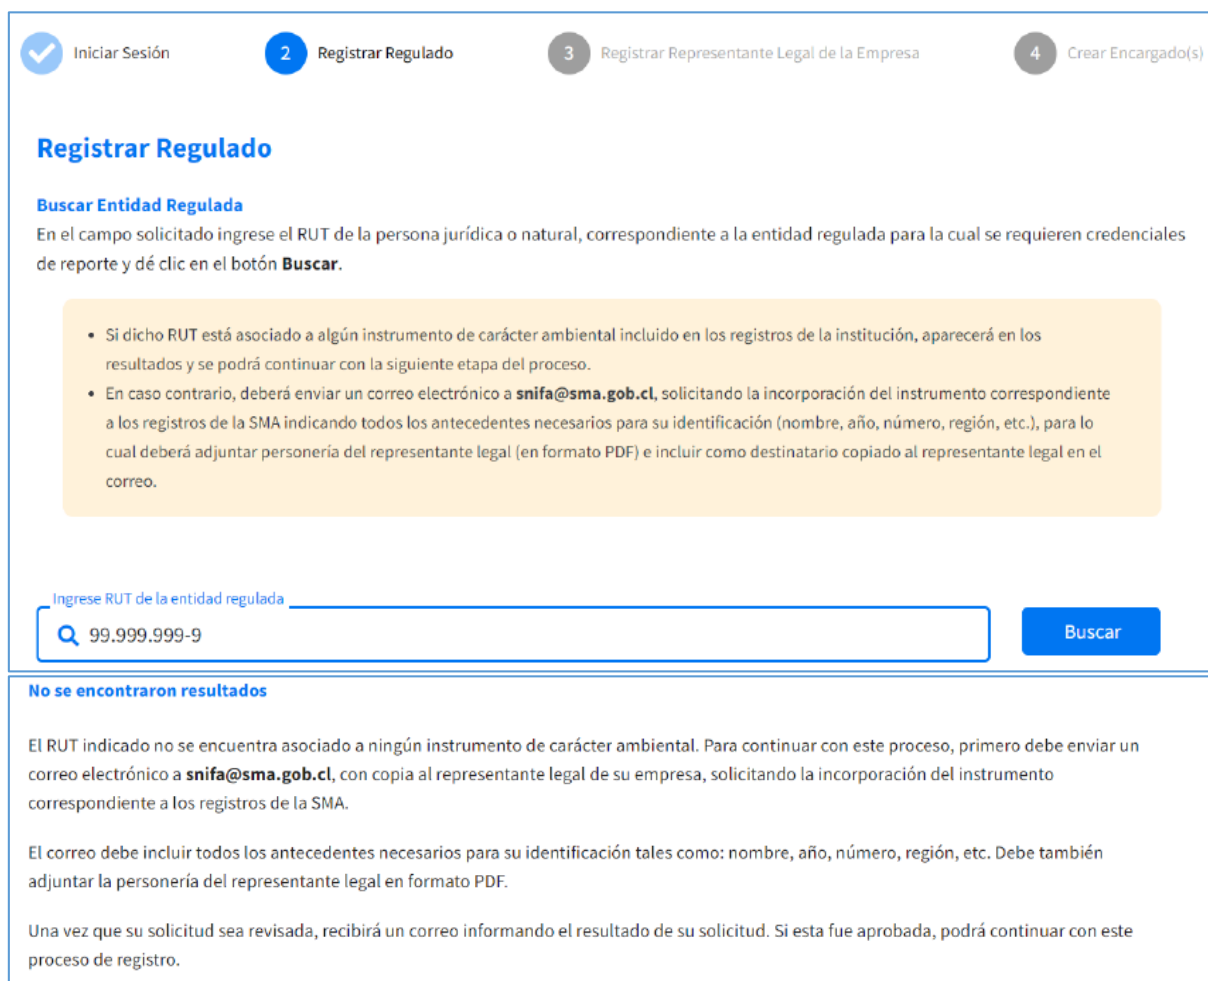 Iniciar Sesión
2 Registrar Regulado
3 Registrar Representante Legal de la Empresa
4 Crear Encargado(s)
Registrar Regulado
Buscar Entidad Regulada
En el campo solicitado ingrese el RUT de la persona jurídica o natural, correspondiente a la entidad regulada para la cual se requieren credenciales
de reporte y dé clic en el botón Buscar.
• Si dicho RUT está asociado a algún instrumento de carácter ambiental incluido en los registros de la institución, aparecerá en los
resultados y se podrá continuar con la siguiente etapa del proceso.
• En caso contrario, deberá enviar un correo electrónico a snifa@sma.gob.cl, solicitando la incorporación del instrumento correspondiente
a los registros de la SMA indicando todos los antecedentes necesarios para su identificación (nombre, año, número, región, etc.), para lo
cual deberá adjuntar personería del representante legal (en formato PDF) e incluir como destinatario copiado al representante legal en el
correo.
Ingrese RUT de la entidad regulada
99.999.999-9
Buscar
No se encontraron resultados
El RUT indicado no se encuentra asociado a ningún instrumento de carácter ambiental. Para continuar con este proceso, primero debe enviar un
correo electrónico a snifa@sma.gob.cl, con copia al representante legal de su empresa, solicitando la incorporación del instrumento
correspondiente a los registros de la SMA.
El correo debe incluir todos los antecedentes necesarios para su identificación tales como: nombre, año, número, región, etc. Debe también
adjuntar la personería del representante legal en formato PDF.
Una vez que su solicitud sea revisada, recibirá un correo informando el resultado de su solicitud. Si esta fue aprobada, podrá continuar con este
proceso de registro.